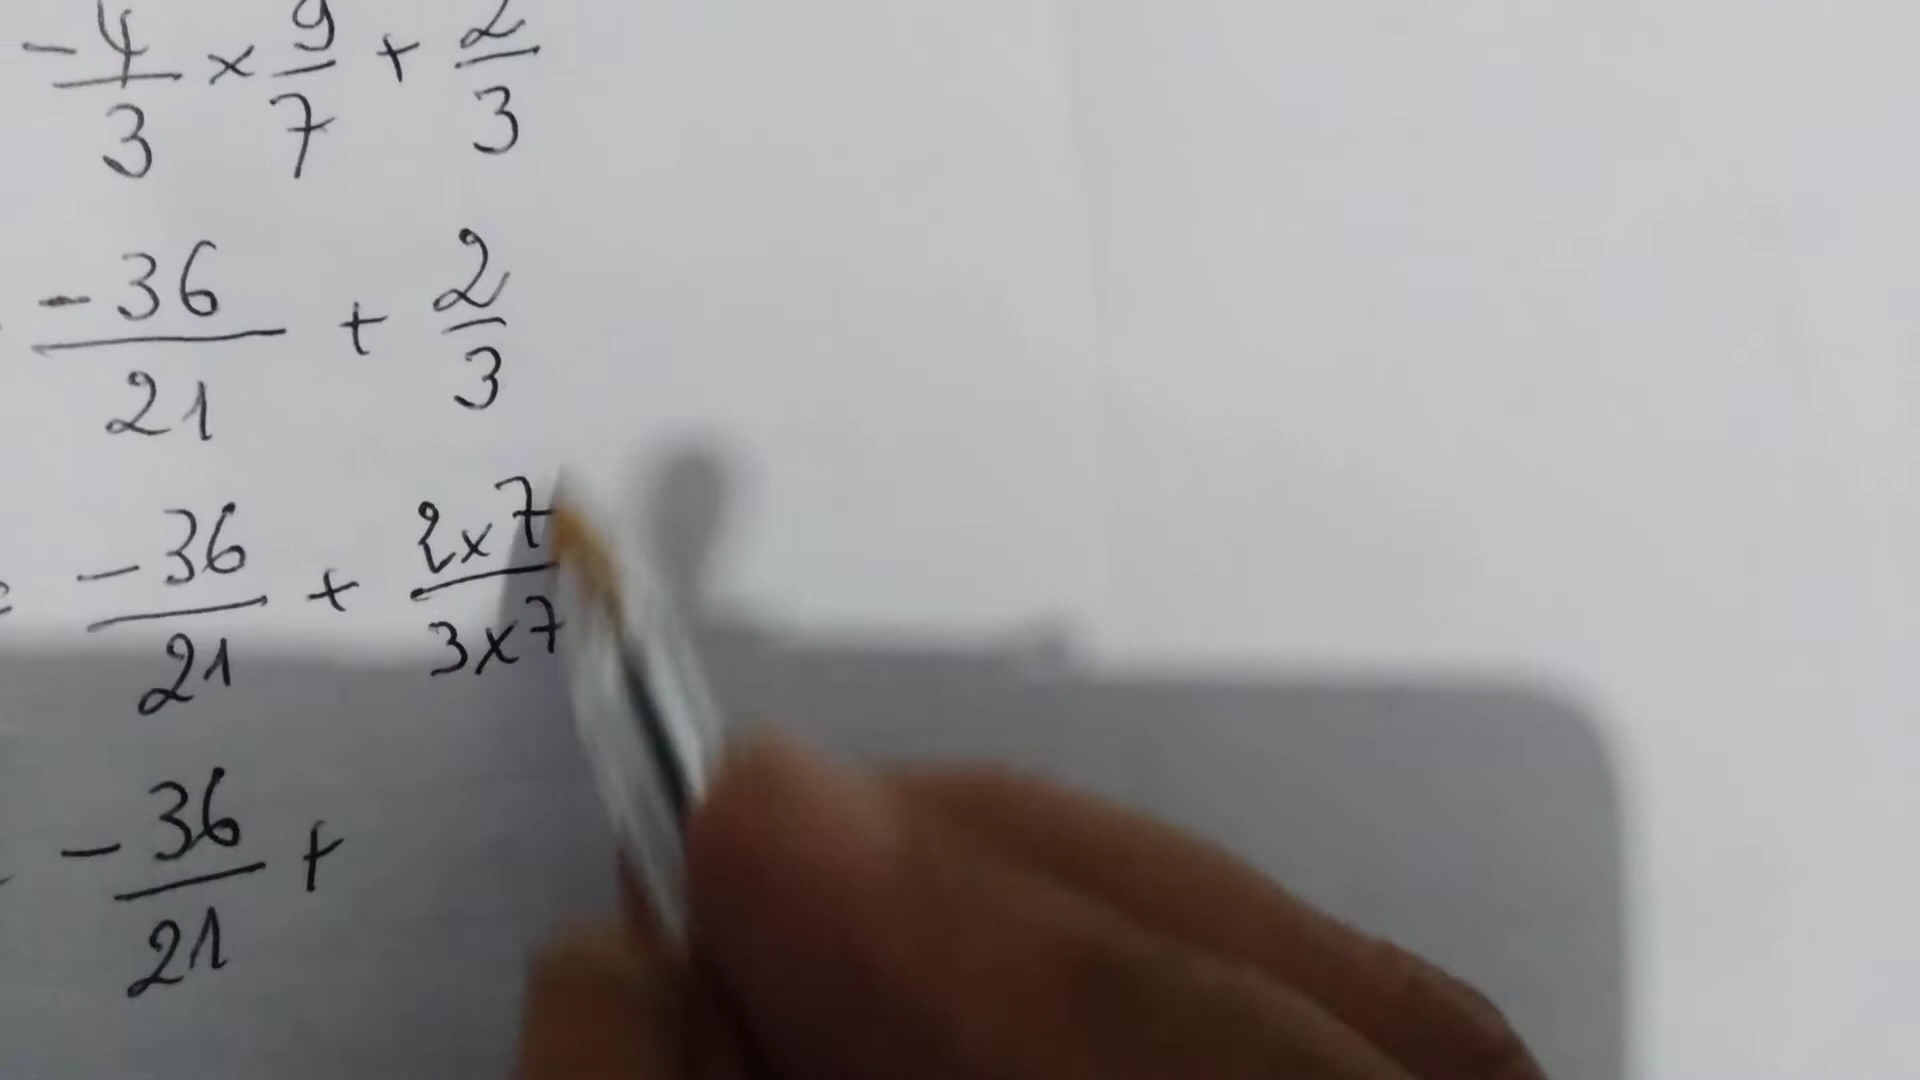 -4/3 × 9/7 + 2/3
-36/21 + 2/3
= -36/21 + 2×7/3×7
= -36/21 +